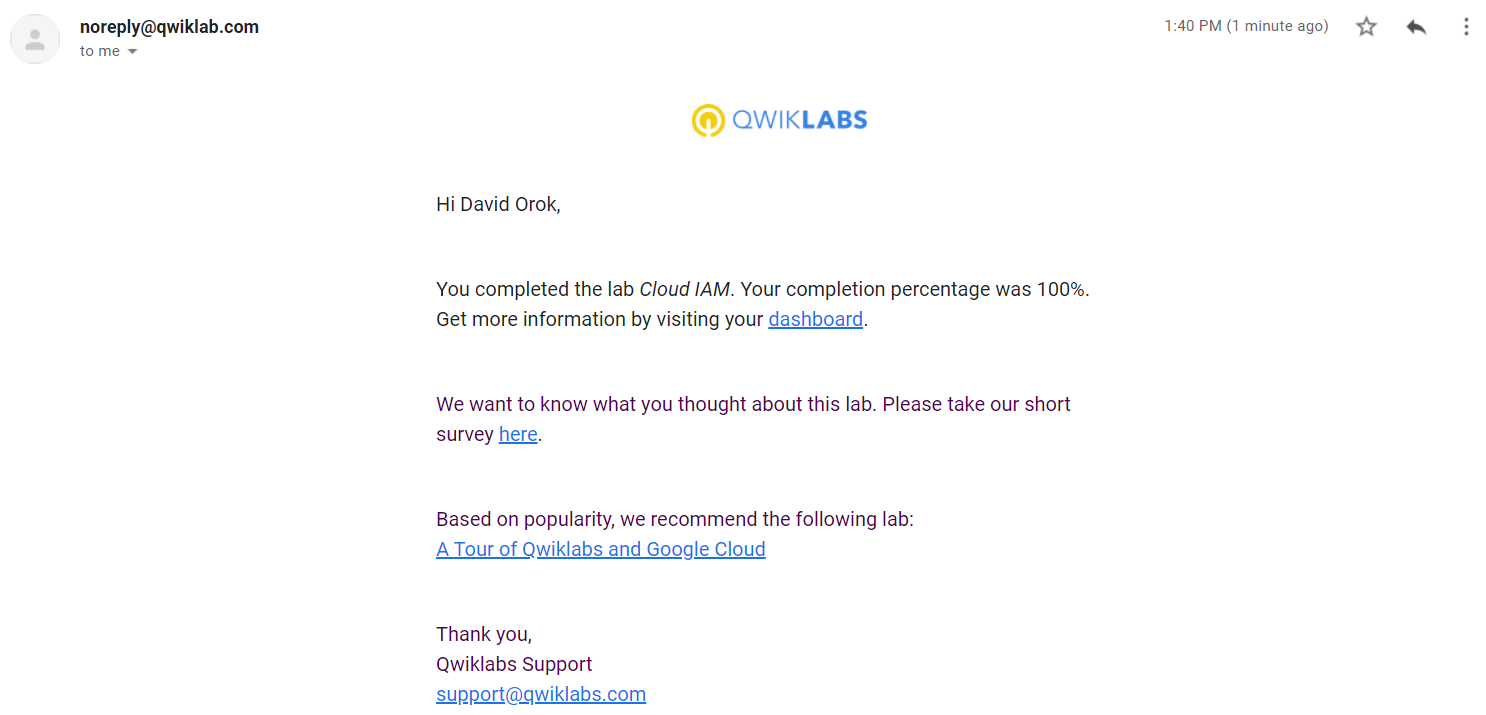 noreply@qwiklab.com
1:40 PM (1 minute ago)
to me
QWIKLABS
Hi David Orok,
You completed the lab Cloud IAM. Your completion percentage was 100%.
Get more information by visiting your dashboard.
We want to know what you thought about this lab. Please take our short
survey here.
Based on popularity, we recommend the following lab:
A Tour of Qwiklabs and Google Cloud
Thank you,
Qwiklabs Support
support@qwiklabs.com